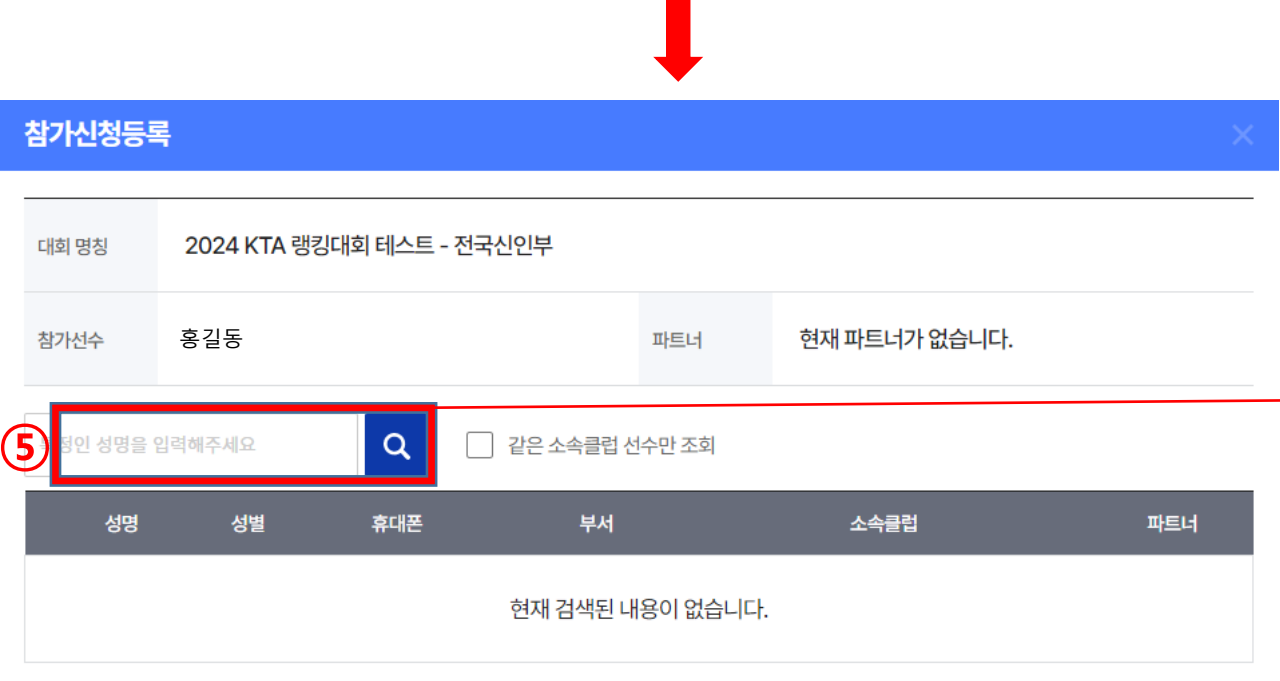 참가신청등록
대회 명칭 2024 KTA 랭킹대회 테스트 - 전국신인부
참가선수 홍길동 파트너 현재 파트너가 없습니다.
⑤ 성명을 입력해주세요 같은 소속클럽 선수만 조회
성명 성별 휴대폰 부서 소속클럽 파트너
현재 검색된 내용이 없습니다.